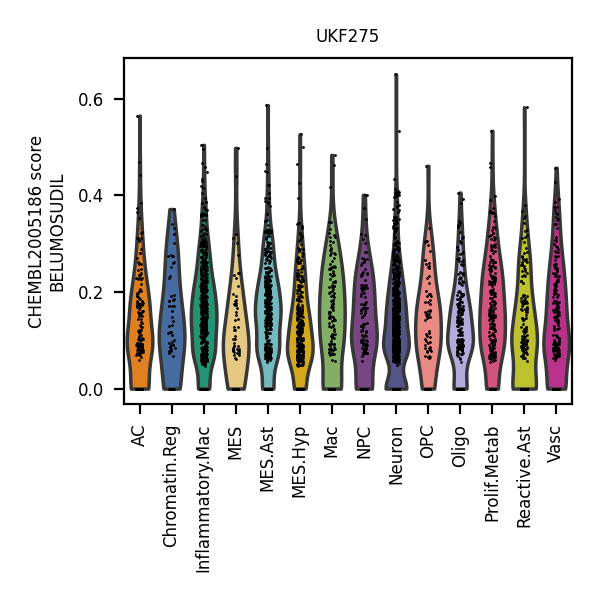 UKF275
CHEMBL2005186 score
BELUMOSUDIL
0.6
0.4
0.2
0.0
AC
Chromatin.Reg
Inflammatory.Mac
MES
MES.Ast
MES.Hyp
Mac
NPC
Neuron
OPC
Oligo
Prolif.Metab
Reactive.Ast
Vasc